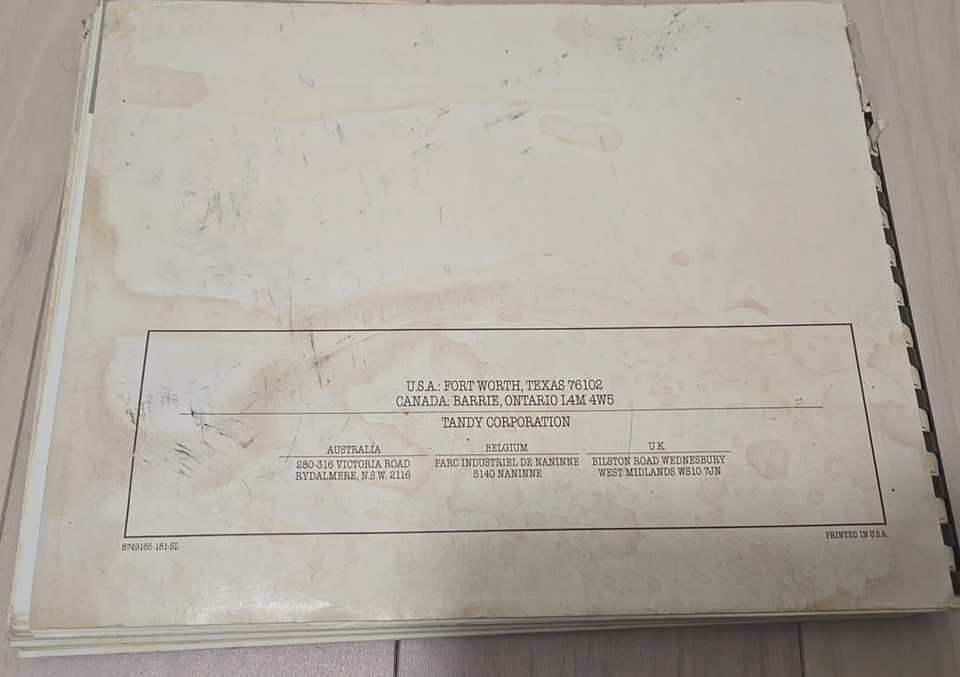 U.S.A.: FORT WORTH, TEXAS 76102
CANADA: BARRIE, ONTARIO L4M 4W5
TANDY CORPORATION
AUSTRALIA
280-316 VICTORIA ROAD
RYDALMERE, N.S.W. 2116
BELGIUM
PARC INDUSTRIEL DE NANINNE
5140 NANINNE
U.K.
BILSTON ROAD WEDNESBURY
WEST MIDLANDS WS10 7JN
8749165-181-SL
PRINTED IN U.S.A.